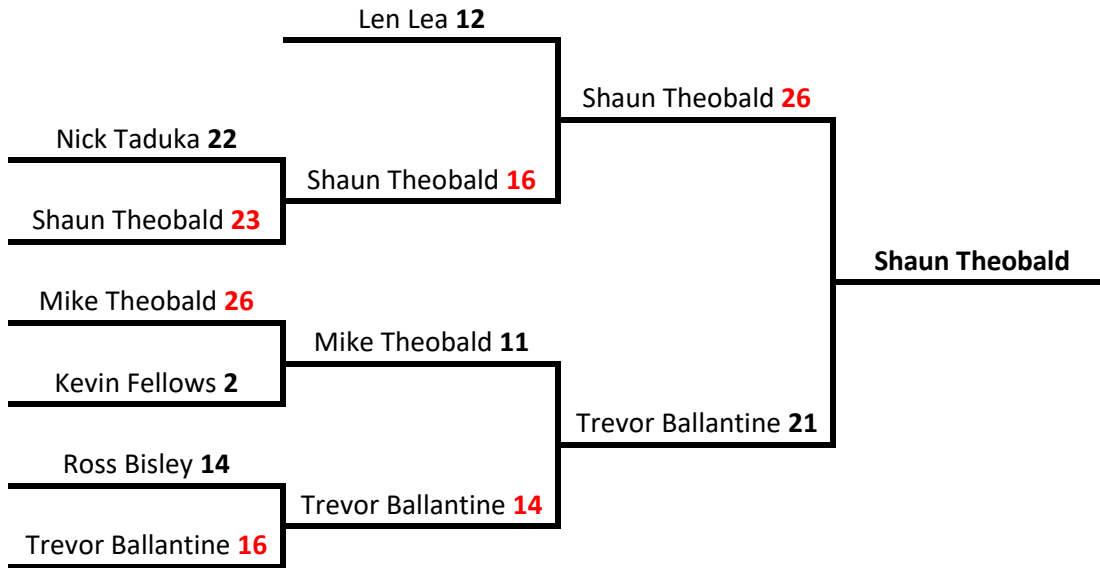 Len Lea 12
Shaun Theobald 26
Nick Taduka 22
Shaun Theobald 16
Shaun Theobald 23
Shaun Theobald
Mike Theobald 26
Mike Theobald 11
Kevin Fellows 2
Trevor Ballantine 21
Ross Bisley 14
Trevor Ballantine 14
Trevor Ballantine 16